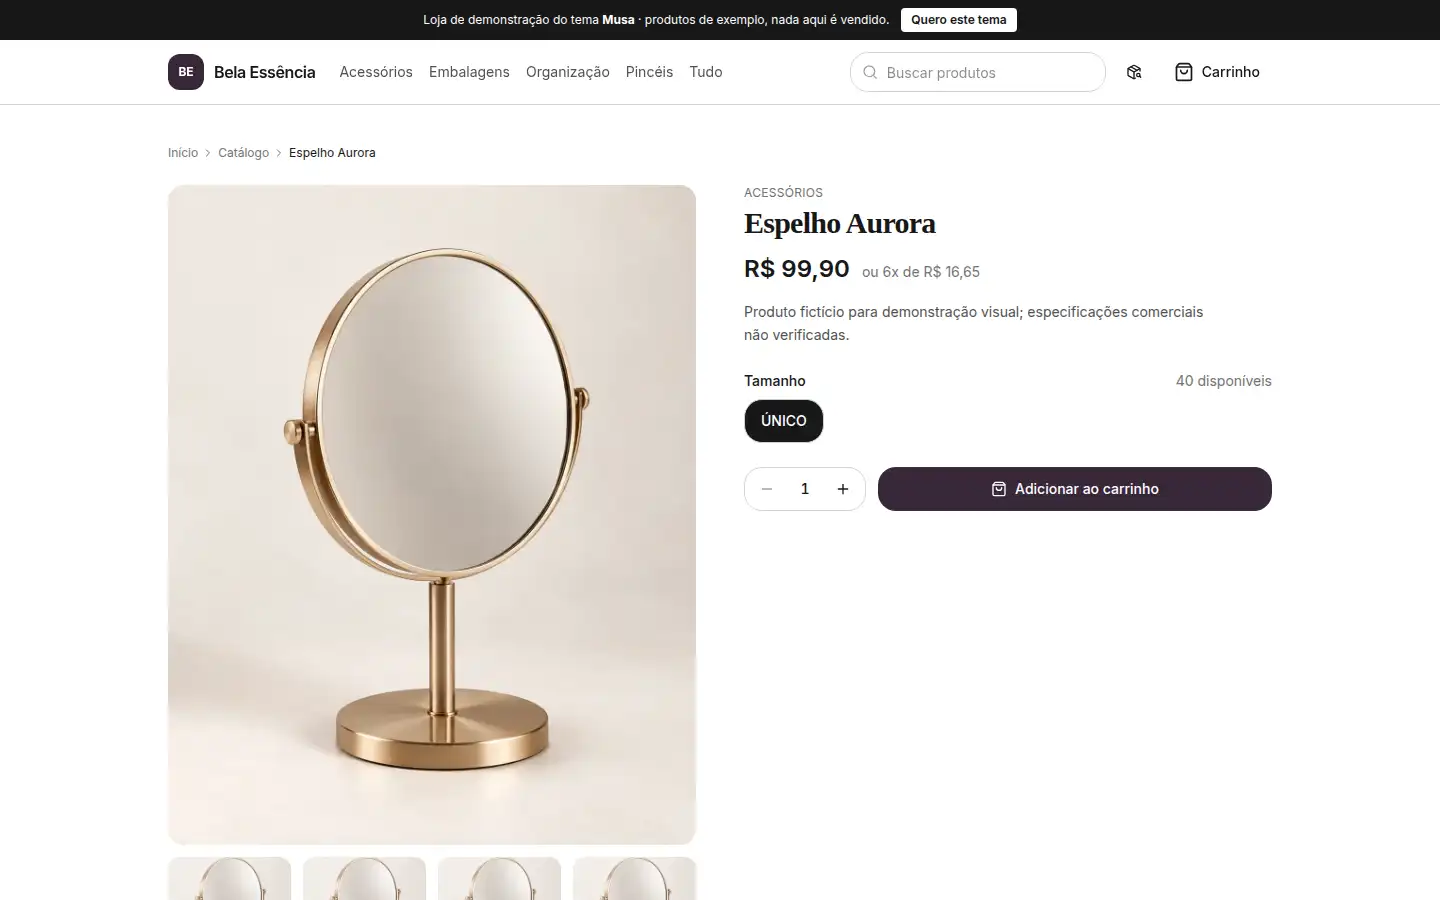 Loja de demonstração do tema Musa · produtos de exemplo, nada aqui é vendido.
Quero este tema
BE
Bela Essência
Acessórios
Embalagens
Organização
Pincéis
Tudo
Buscar produtos
Carrinho
Início > Catálogo > Espelho Aurora
ACESSÓRIOS
Espelho Aurora
R$ 99,90 ou 6x de R$ 16,65
Produto fictício para demonstração visual; especificações comerciais
não verificadas.
Tamanho
40 disponíveis
ÚNICO
− 1 +
Adicionar ao carrinho